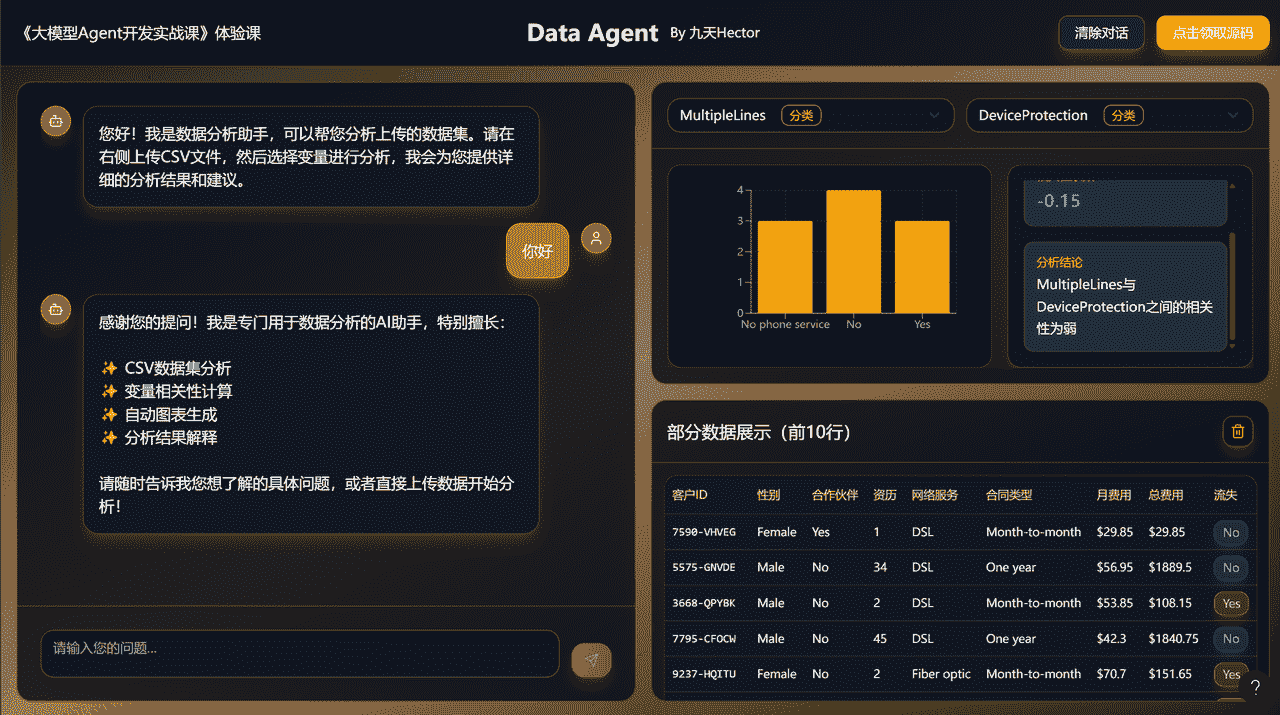 《大模型Agent开发实战课》体验课
Data Agent By 九天Hector
清除对话
点击领取源码
您好！我是数据分析助手，可以帮您分析上传的数据集。请在
右侧上传CSV文件，然后选择变量进行分析，我会为您提供详
细的分析结果和建议。
你好
感谢您的提问！我是专门用于数据分析的AI助手，特别擅长：
✨ CSV数据集分析
✨ 变量相关性计算
✨ 自动图表生成
✨ 分析结果解释
请随时告诉我您想了解的具体问题，或者直接上传数据开始分
析！
请输入您的问题...
MultipleLines 分类
DeviceProtection 分类
4
3
2
1
0
No phone service No Yes
-0.15
分析结论
MultipleLines与
DeviceProtection之间的相关
性为弱
部分数据展示（前10行）
客户ID 性别 合作伙伴 资历 网络服务 合同类型 月费用 总费用 流失
7590-VHVEG Female Yes 1 DSL Month-to-month $29.85 $29.85 No
5575-GNVDE Male No 34 DSL One year $56.95 $1889.5 No
3668-QPYBK Male No 2 DSL Month-to-month $53.85 $108.15 Yes
7795-CFOCW Male No 45 DSL One year $42.3 $1840.75 No
9237-HQITU Female No 2 Fiber optic Month-to-month $70.7 $151.65 Yes
?